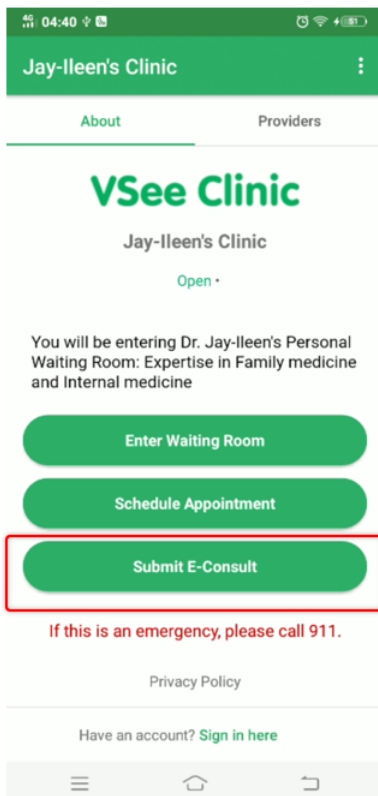 4G 04:40 51
Jay-Ileen's Clinic
About Providers
VSee Clinic
Jay-Ileen's Clinic
Open •
You will be entering Dr. Jay-Ileen's Personal
Waiting Room: Expertise in Family medicine
and Internal medicine
Enter Waiting Room
Schedule Appointment
Submit E-Consult
If this is an emergency, please call 911.
Privacy Policy
Have an account? Sign in here